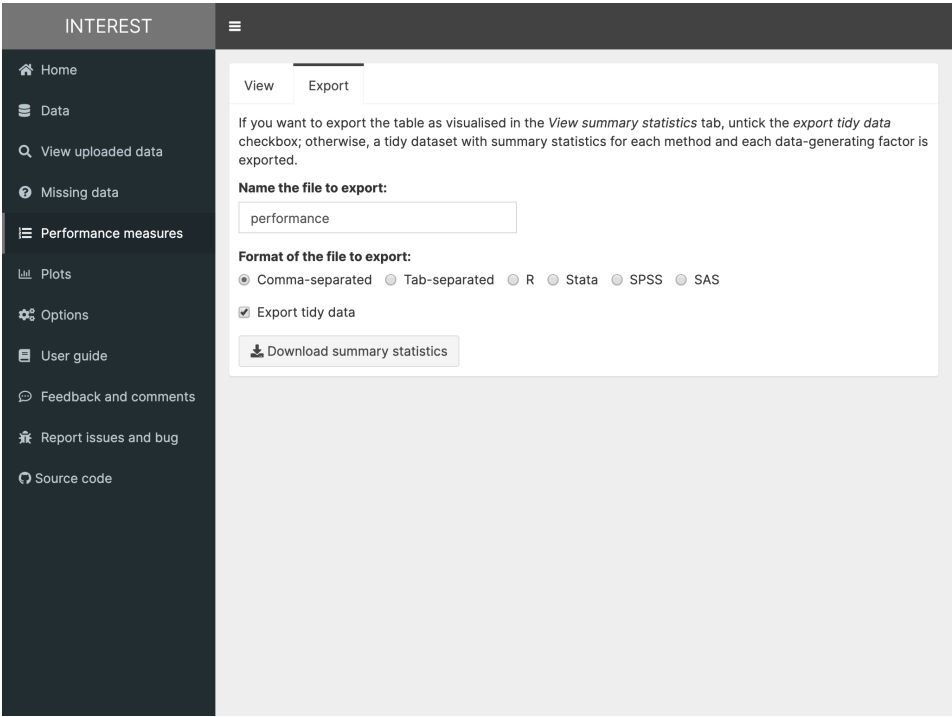 INTEREST
Home
Data
View uploaded data
Missing data
Performance measures
Plots
Options
User guide
Feedback and comments
Report issues and bug
Source code
View
Export
If you want to export the table as visualised in the View summary statistics tab, untick the export tidy data
checkbox; otherwise, a tidy dataset with summary statistics for each method and each data-generating factor is
exported.
Name the file to export:
performance
Format of the file to export:
Comma-separated Tab-separated R Stata SPSS SAS
Export tidy data
Download summary statistics